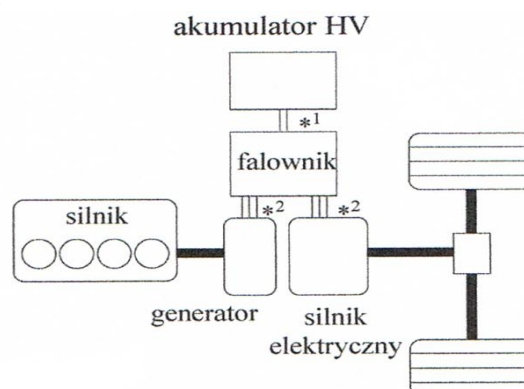 akumulator HV
*1
falownik
*2
*2
silnik
generator
silnik
elektryczny